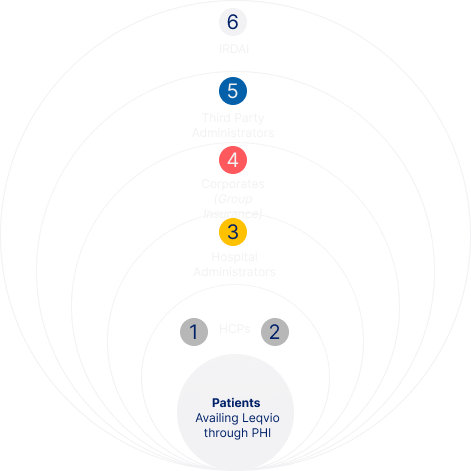 6
IRDAI
5
Third Party
Administrators
4
Corporates
(Group
Insurance)
3
Hospital
Administrators
1 HCPs 2
Patients
Availing Leqvio
through PHI